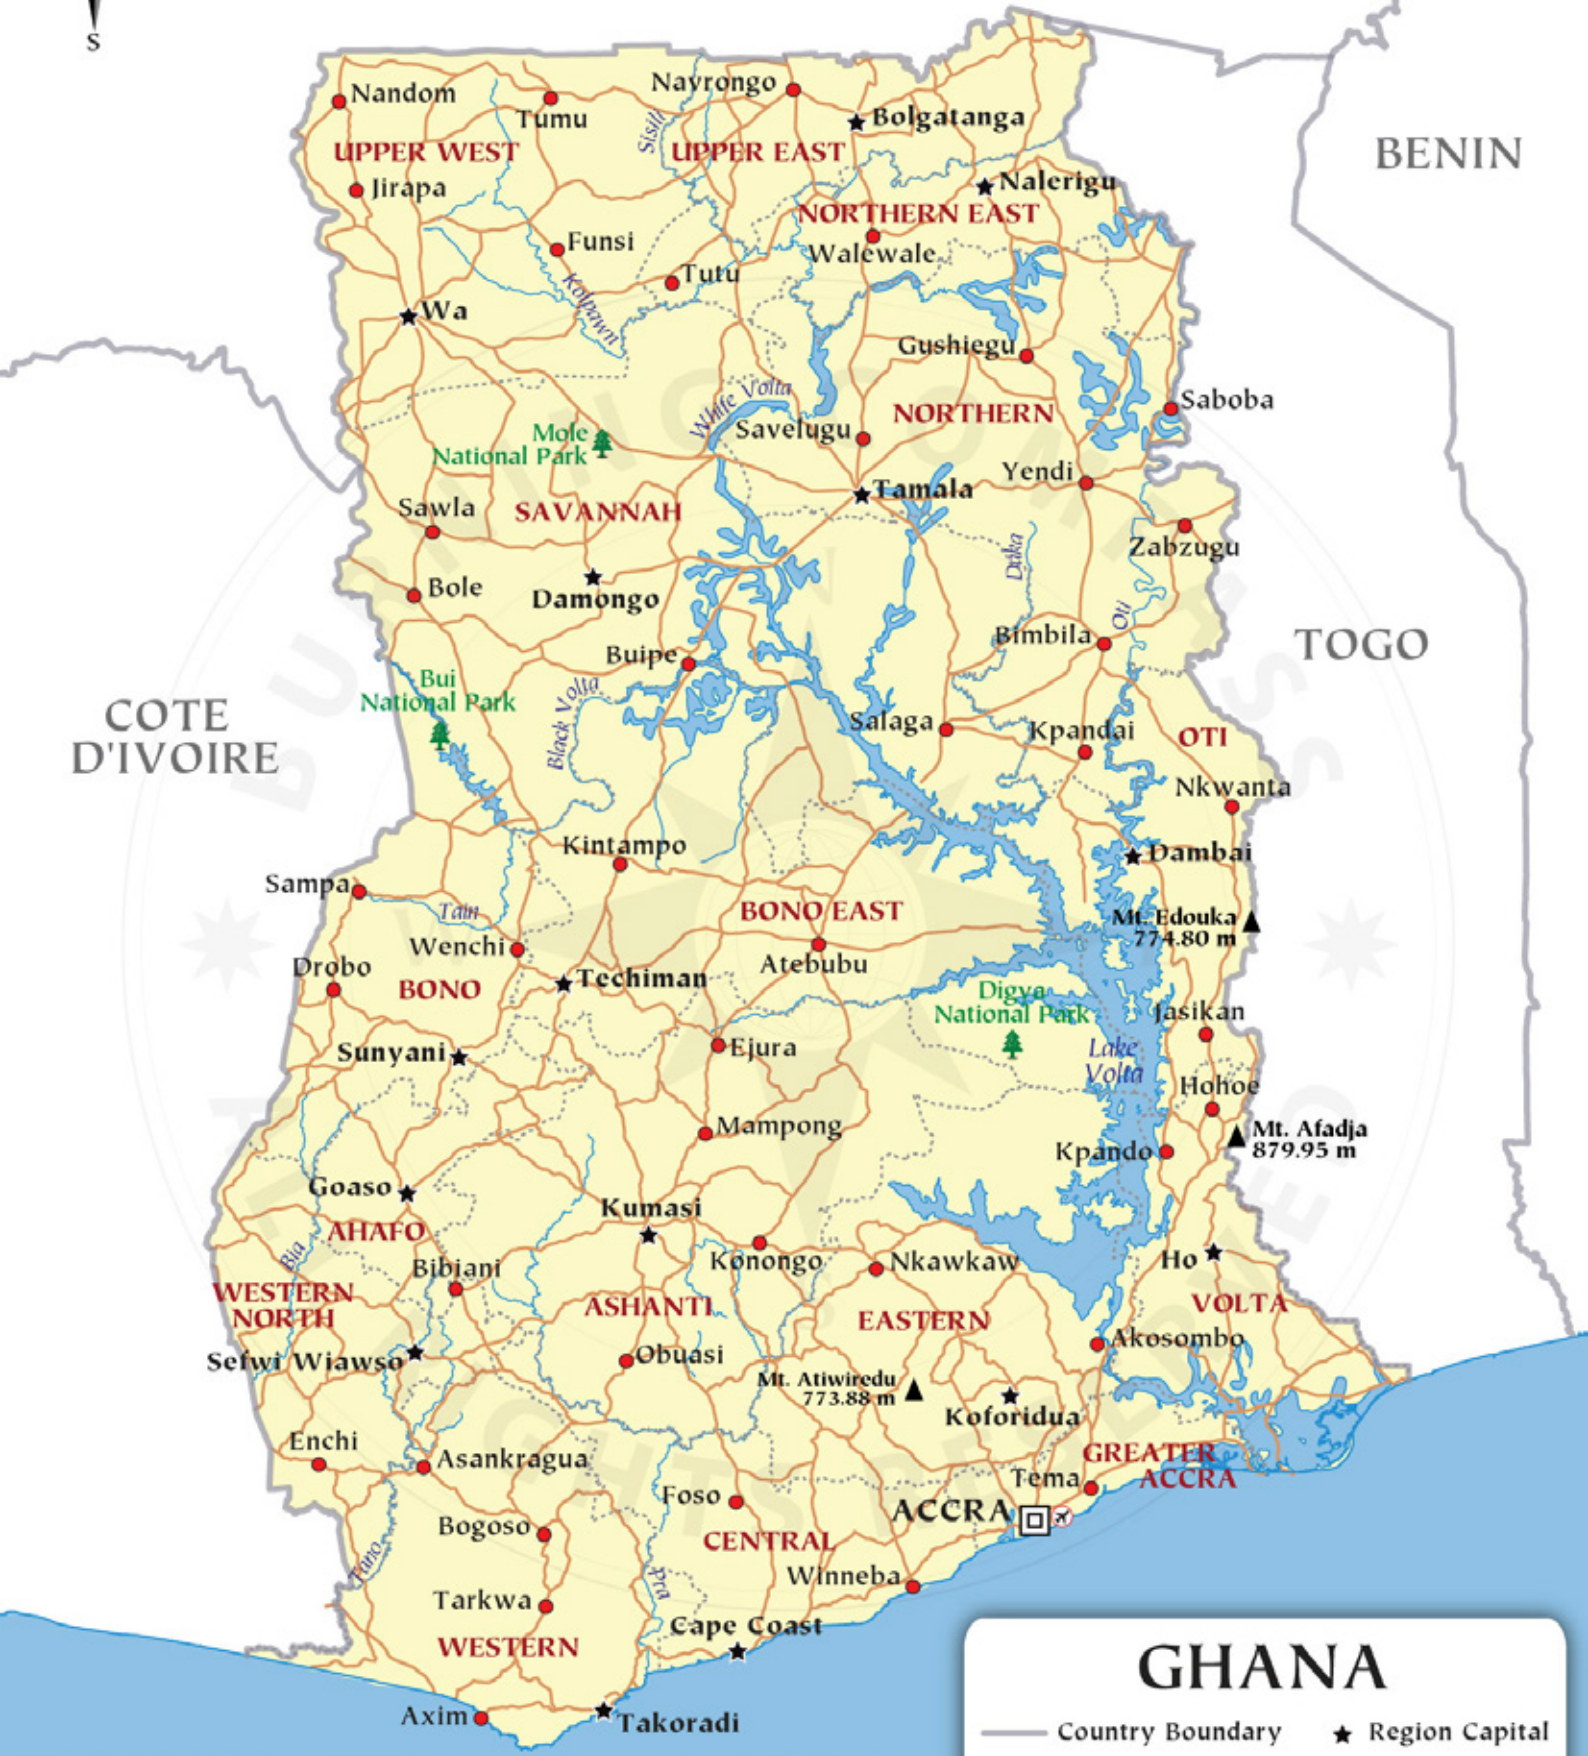 S
Nandom
Tumu
Navrongo
Bolgatanga
Sisili
UPPER WEST
UPPER EAST
BENIN
Jirapa
Nalerigu
NORTHERN EAST
Funsi
Walewale
Tutu
Kolpawn
Wa
Gushiegu
White Volta
NORTHERN
Saboba
Savelugu
Mole
National Park
Yendi
Tamala
Sawla
SAVANNAH
Zabzugu
Daka
Bole
Damongo
Oti
Bimbila
TOGO
Buipe
Bui
National Park
Black Volta
COTE
D'IVOIRE
Salaga
Kpandai
OTI
Nkwanta
Kintampo
Dambai
Sampa
Tain
BONO EAST
Mt. Edouka
774.80 m
Wenchi
Atebubu
Drobo
Techiman
BONO
Digya
National Park
Jasikan
Sunyani
Ejura
Lake
Volta
Hohoe
Mampong
Mt. Afadja
879.95 m
Kpando
Goaso
Kumasi
AHAFO
Bia
Konongo
Nkawkaw
Ho
Bibiani
WESTERN
NORTH
ASHANTI
EASTERN
VOLTA
Akosombo
Sefwi Wiawso
Obuasi
Mt. Atiwiredu
773.88 m
Koforidua
Enchi
Asankragua
GREATER
ACCRA
Tema
Foso
ACCRA
Bogoso
CENTRAL
Tano
Pra
Winneba
Tarkwa
Cape Coast
WESTERN
Axim
Takoradi
GHANA
Country Boundary
Region Capital